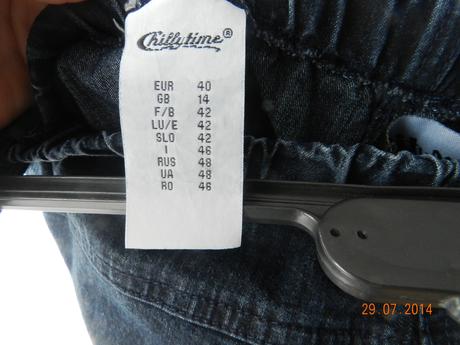 Chillytime®
EUR 40
GB 14
F/B 42
LU/E 42
SLO 42
I 46
RUS 48
UA 48
RO 46
29.07.2014